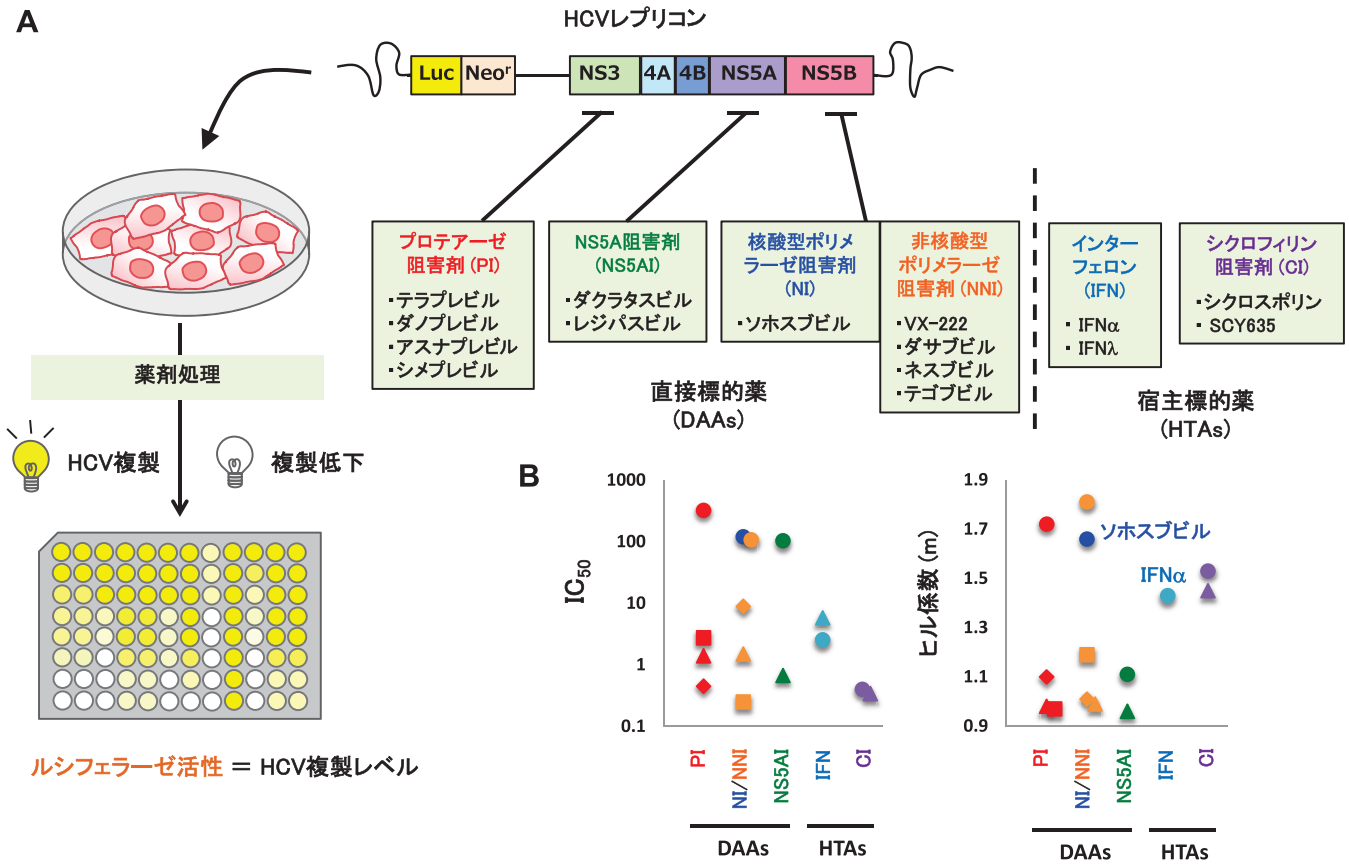 A
HCVレプリコン
Luc
Neoʳ
NS3
4A
4B
NS5A
NS5B
プロテアーゼ
阻害剤 (PI)
・テラプレビル
・ダノプレビル
・アスナプレビル
・シメプレビル
NS5A阻害剤
(NS5AI)
・ダクラタスビル
・レジパスビル
核酸型ポリメ
ラーゼ阻害剤
(NI)
・ソホスブビル
非核酸型
ポリメラーゼ
阻害剤 (NNI)
・VX-222
・ダサブビル
・ネスブビル
・テゴブビル
インター
フェロン
(IFN)
・ IFNα
・ IFNλ
シクロフィリン
阻害剤 (CI)
・シクロスポリン
・ SCY635
直接標的薬
(DAAs)
宿主標的薬
(HTAs)
薬剤処理
HCV複製
複製低下
ルシフェラーゼ活性 = HCV複製レベル
B
IC₅₀
1000
100
10
1
0.1
PI
NI/NNI
NS5AI
IFN
CI
DAAs
HTAs
ヒル係数 (m)
1.9
1.7
1.5
1.3
1.1
0.9
ソホスブビル
IFNα
PI
NI/NNI
NS5AI
IFN
CI
DAAs
HTAs